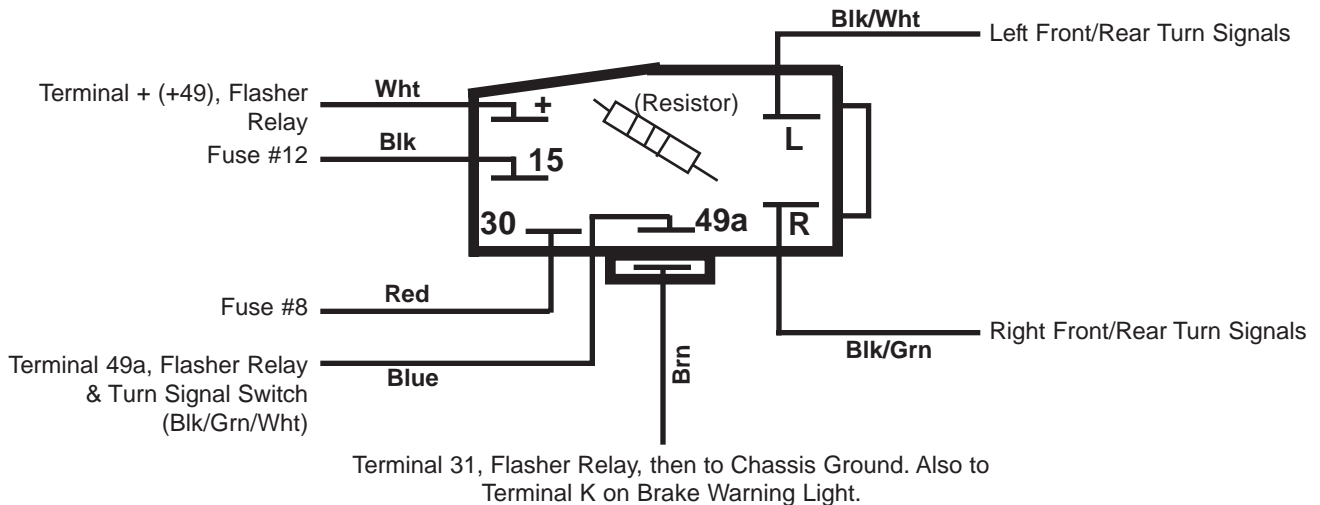 Blk/Wht
Left Front/Rear Turn Signals
Terminal + (+49), Flasher
Relay
Wht
+
(Resistor)
L
Fuse #12
Blk
15
30
49a
R
Fuse #8
Red
Right Front/Rear Turn Signals
Blk/Grn
Terminal 49a, Flasher Relay
& Turn Signal Switch
(Blk/Grn/Wht)
Blue
Brn
Terminal 31, Flasher Relay, then to Chassis Ground. Also to
Terminal K on Brake Warning Light.